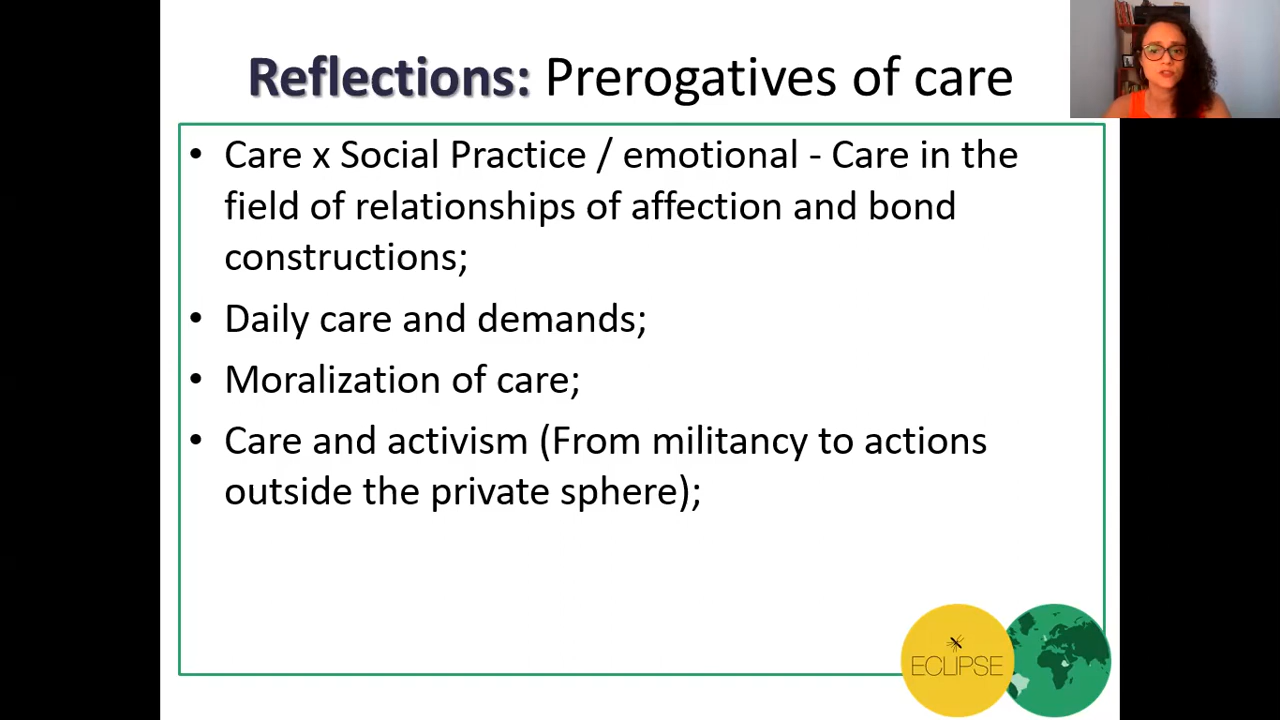 Reflections: Prerogatives of care
• Care x Social Practice / emotional - Care in the
field of relationships of affection and bond
constructions;
• Daily care and demands;
• Moralization of care;
• Care and activism (From militancy to actions
outside the private sphere);
ECLIPSE